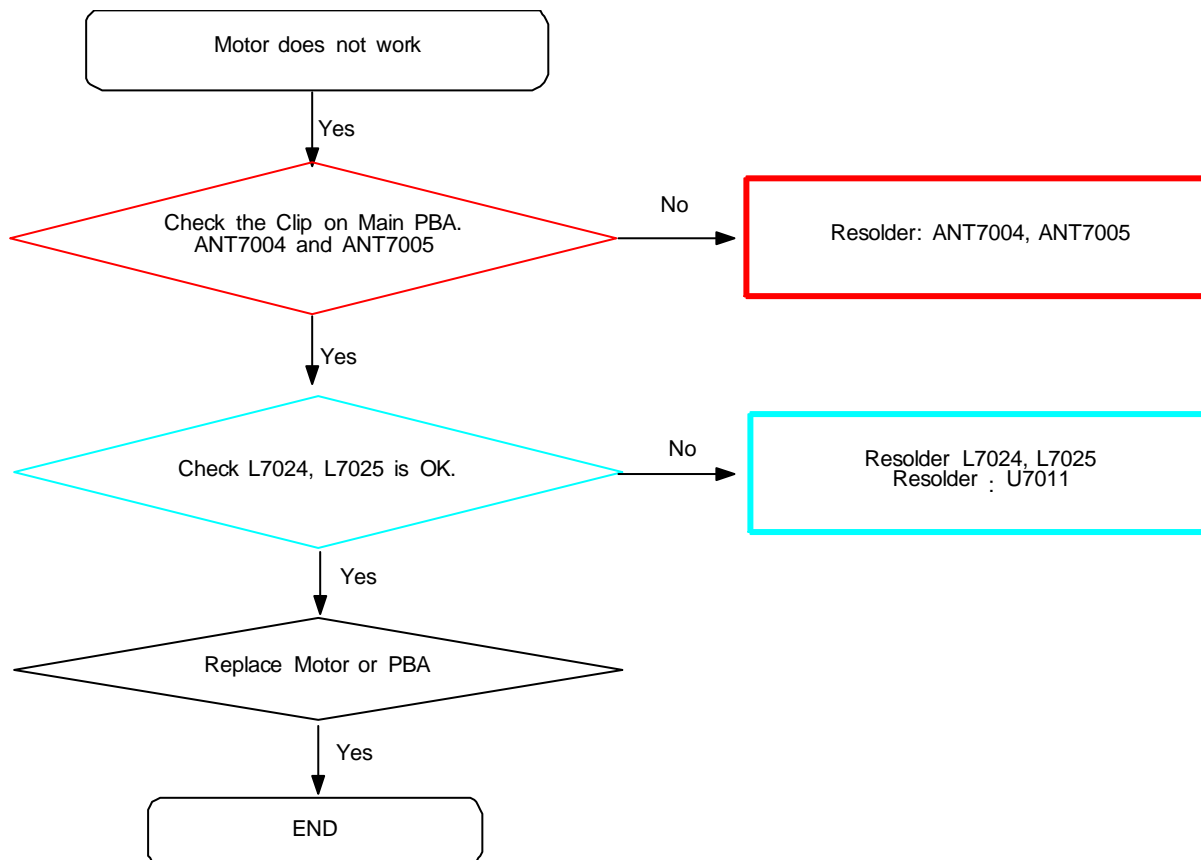 Motor does not work
Yes
Check the Clip on Main PBA.
ANT7004 and ANT7005
No
Resolder: ANT7004, ANT7005
Yes
Check L7024, L7025 is OK.
No
Resolder L7024, L7025
Resolder : U7011
Yes
Replace Motor or PBA
Yes
END